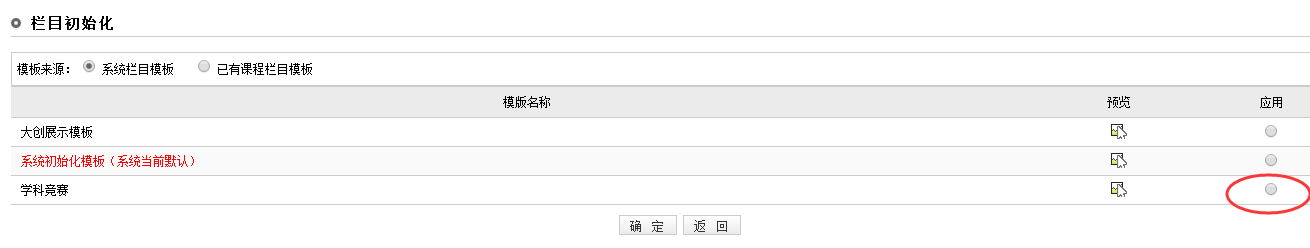 栏目初始化
模板来源： 系统栏目模板 已有课程栏目模板
模版名称 预览 应用
大创展示模板
系统初始化模板（系统当前默认）
学科竞赛
确 定 返 回